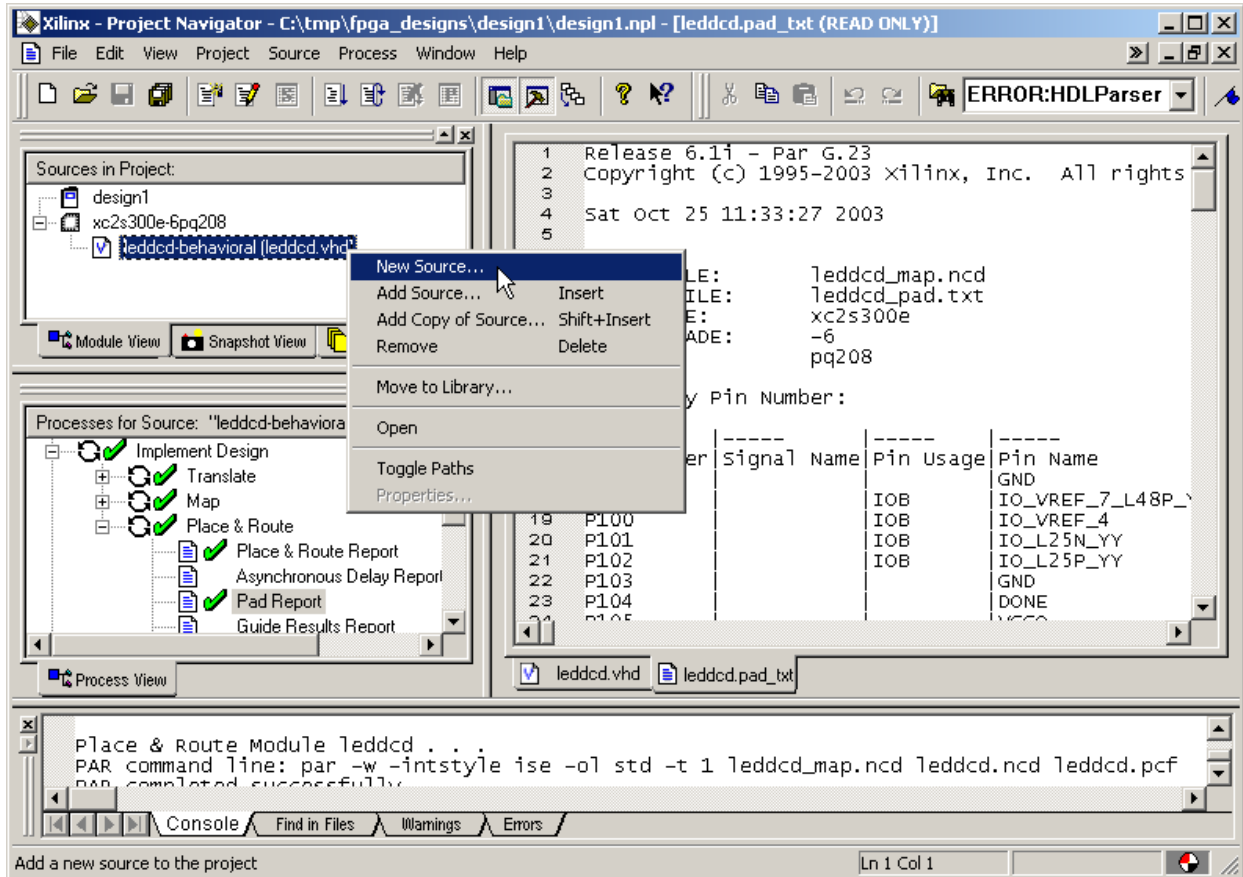 Xilinx - Project Navigator - C:\tmp\fpga_designs\design1\design1.npl - [leddcd.pad_txt (READ ONLY)]
File Edit View Project Source Process Window Help
ERROR:HDLParser
Sources in Project:
design1
xc2s300e-6pq208
leddcd-behavioral (leddcd.vhd)
Module View Snapshot View
New Source...
Add Source... Insert
Add Copy of Source... Shift+Insert
Remove Delete
Move to Library...
Open
Toggle Paths
Properties...
Processes for Source: "leddcd-behaviora
Implement Design
Translate
Map
Place & Route
Place & Route Report
Asynchronous Delay Report
Pad Report
Guide Results Report
Process View
1 Release 6.1i - Par G.23
2 Copyright (c) 1995-2003 Xilinx, Inc. All rights
3
4 Sat Oct 25 11:33:27 2003
5
LE: leddcd_map.ncd
ILE: leddcd_pad.txt
E: xc2s300e
ADE: -6
pq208
y Pin Number:
|----- |----- |-----
er|Signal Name|Pin Usage|Pin Name
| | |GND
| |IOB |IO_VREF_7_L48P_Y
19 P100 | |IOB |IO_VREF_4
20 P101 | |IOB |IO_L25N_YY
21 P102 | |IOB |IO_L25P_YY
22 P103 | | |GND
23 P104 | | |DONE
24 P105 | | |VCCO
leddcd.vhd leddcd.pad_txt
Place & Route Module leddcd . . .
PAR command line: par -w -intstyle ise -ol std -t 1 leddcd_map.ncd leddcd.ncd leddcd.pcf
PAR completed successfully
Console Find in Files Warnings Errors
Add a new source to the project
Ln 1 Col 1